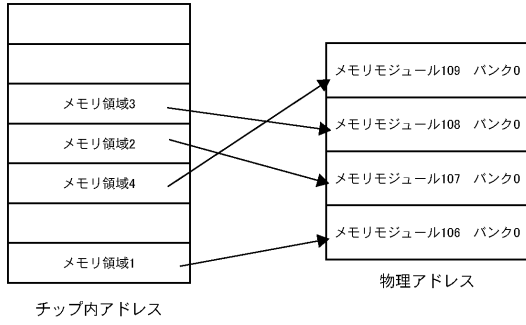 メモリ領域3
メモリ領域2
メモリ領域4
メモリ領域1
チップ内アドレス
メモリモジュール109　バンク0
メモリモジュール108　バンク0
メモリモジュール107　バンク0
メモリモジュール106　バンク0
物理アドレス